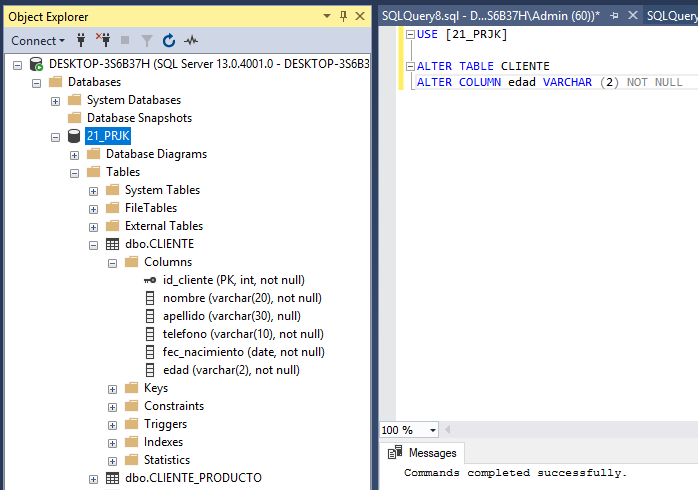 Object Explorer
Connect
DESKTOP-3S6B37H (SQL Server 13.0.4001.0 - DESKTOP-3S6B3
Databases
System Databases
Database Snapshots
21_PRJK
Database Diagrams
Tables
System Tables
FileTables
External Tables
dbo.CLIENTE
Columns
id_cliente (PK, int, not null)
nombre (varchar(20), not null)
apellido (varchar(30), null)
telefono (varchar(10), not null)
fec_nacimiento (date, not null)
edad (varchar(2), not null)
Keys
Constraints
Triggers
Indexes
Statistics
dbo.CLIENTE_PRODUCTO
SQLQuery8.sql - D...S6B37H\Admin (60))* SQLQuery
USE [21_PRJK]
ALTER TABLE CLIENTE
ALTER COLUMN edad VARCHAR (2) NOT NULL
100 %
Messages
Commands completed successfully.